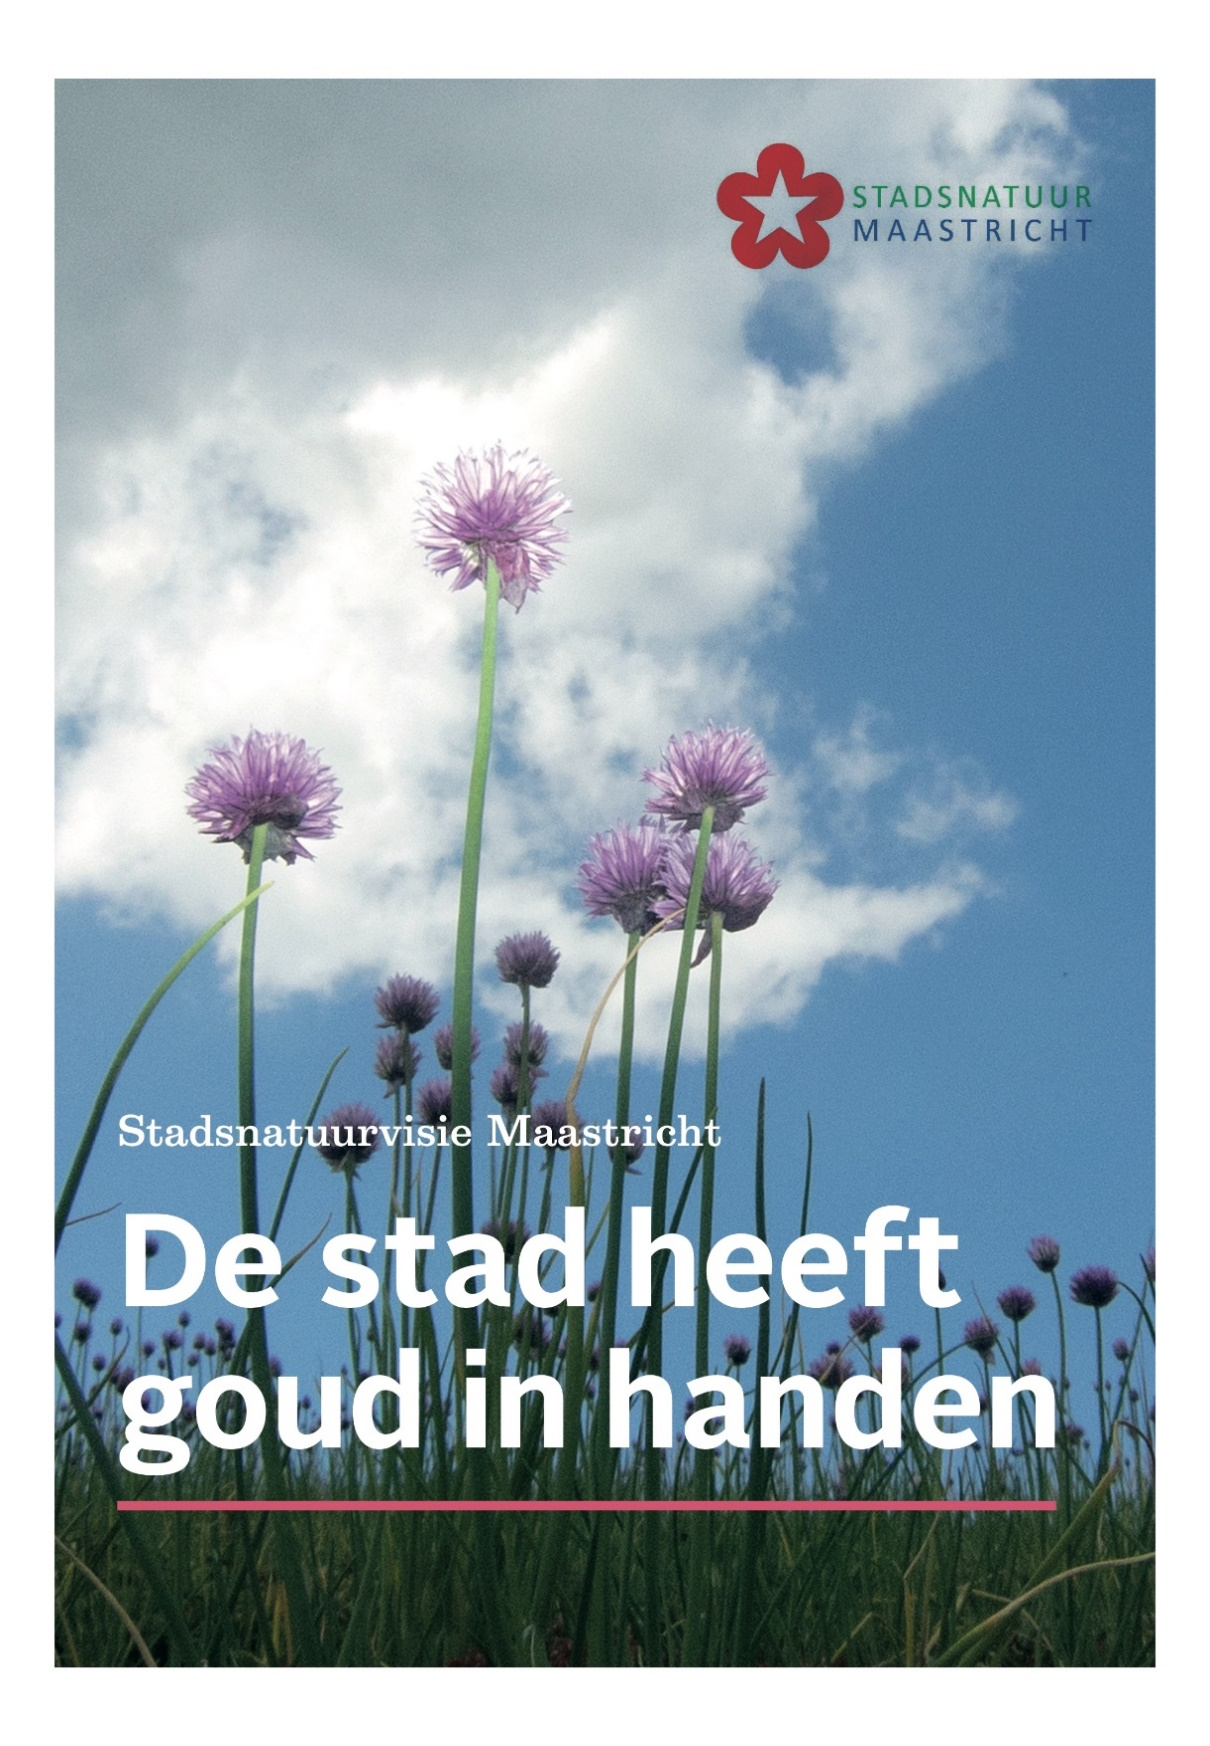 STADSNATUUR
MAASTRICHT
Stadsnatuurvisie Maastricht
De stad heeft
goud in handen